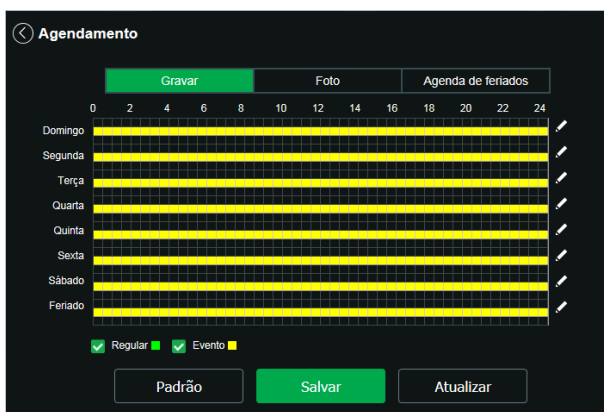 Agendamento
Gravar Foto Agenda de feriados
0 2 4 6 8 10 12 14 16 18 20 22 24
Domingo
Segunda
Terça
Quarta
Quinta
Sexta
Sábado
Feriado
Regular Evento
Padrão Salvar Atualizar